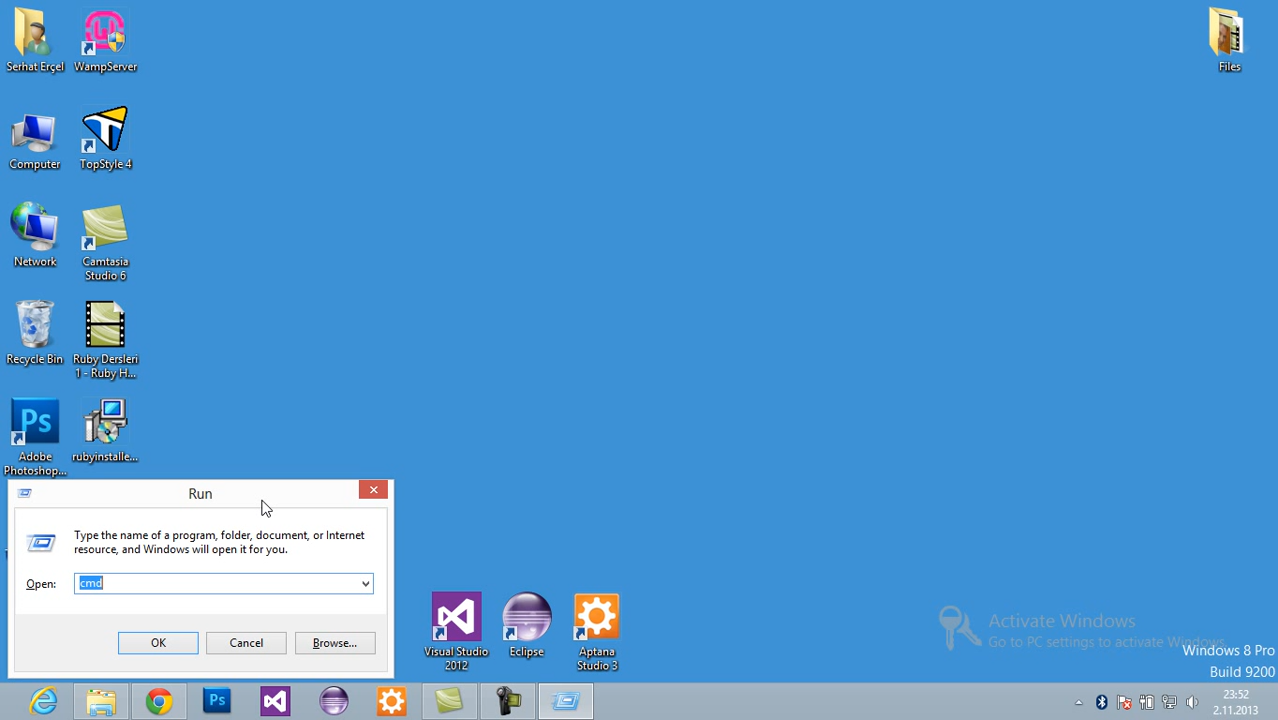 Serhat Erçel
WampServer
Files
Computer
TopStyle 4
Network
Camtasia
Studio 6
Recycle Bin
Ruby Dersleri
1 - Ruby H...
Ps
Adobe
Photoshop...
rubyinstalle...
Run
Type the name of a program, folder, document, or Internet
resource, and Windows will open it for you.
Open:
cmd
OK
Cancel
Browse...
Visual Studio
2012
Eclipse
Aptana
Studio 3
Activate Windows
Go to PC settings to activate Windows.
Windows 8 Pro
Build 9200
Ps
23:52
2.11.2013